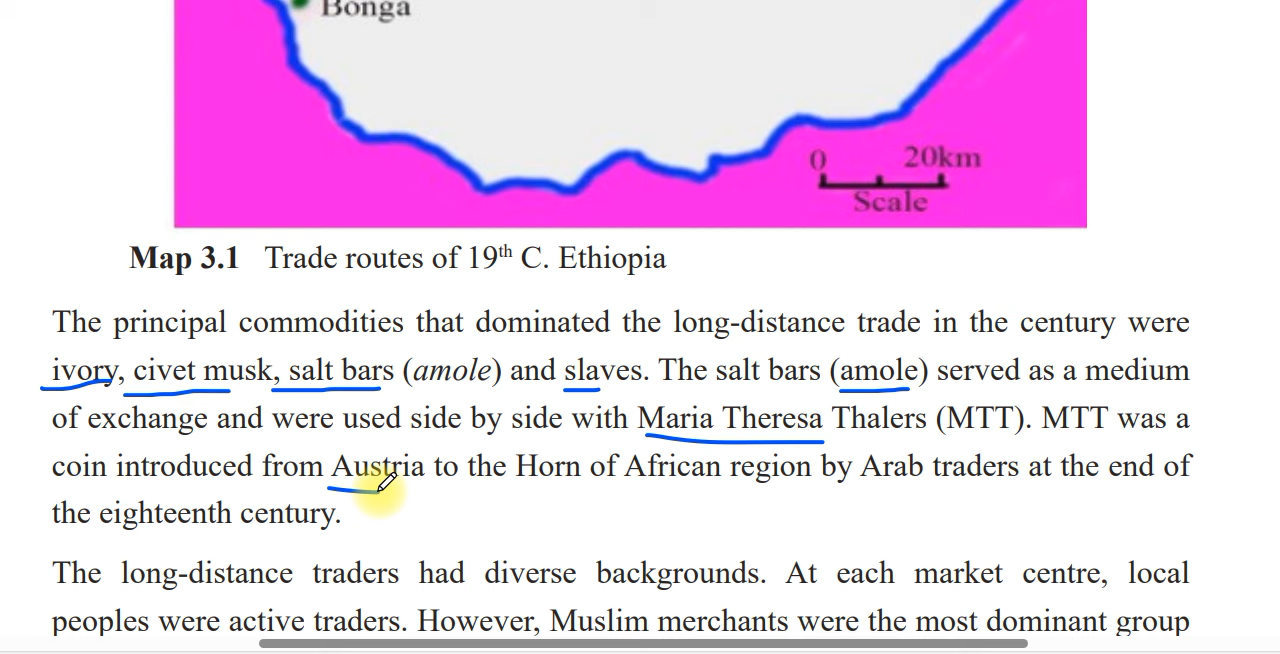 Bonga
0 20km
Scale
Map 3.1 Trade routes of 19th C. Ethiopia
The principal commodities that dominated the long-distance trade in the century were
ivory, civet musk, salt bars (amole) and slaves. The salt bars (amole) served as a medium
of exchange and were used side by side with Maria Theresa Thalers (MTT). MTT was a
coin introduced from Austria to the Horn of African region by Arab traders at the end of
the eighteenth century.
The long-distance traders had diverse backgrounds. At each market centre, local
peoples were active traders. However, Muslim merchants were the most dominant group